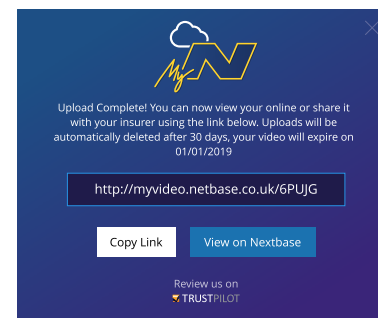 My N
Upload Complete! You can now view your online or share it
with your insurer using the link below. Uploads will be
automatically deleted after 30 days, your video will expire on
01/01/2019
http://myvideo.netbase.co.uk/6PUJG
Copy Link View on Nextbase
Review us on
TRUSTPILOT